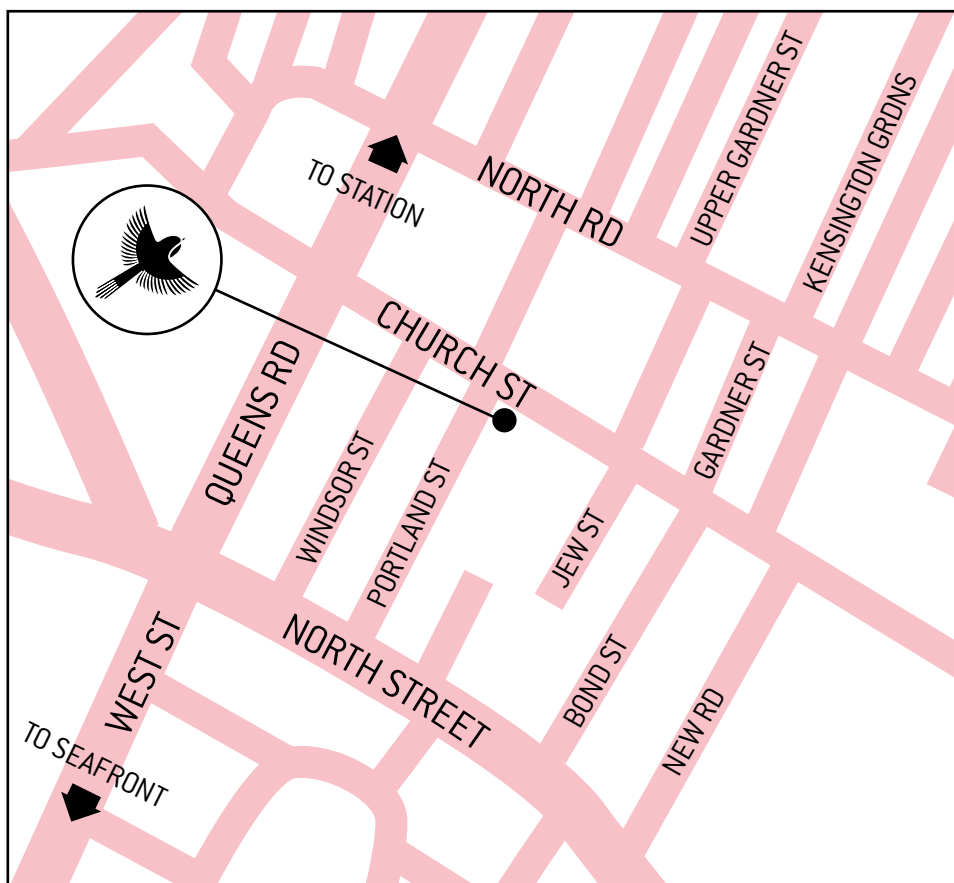 UPPER GARDNER ST
KENSINGTON GRDNS
TO STATION
NORTH RD
CHURCH ST
QUEENS RD
GARDNER ST
WINDSOR ST
PORTLAND ST
JEW ST
NORTH STREET
WEST ST
BOND ST
NEW RD
TO SEAFRONT